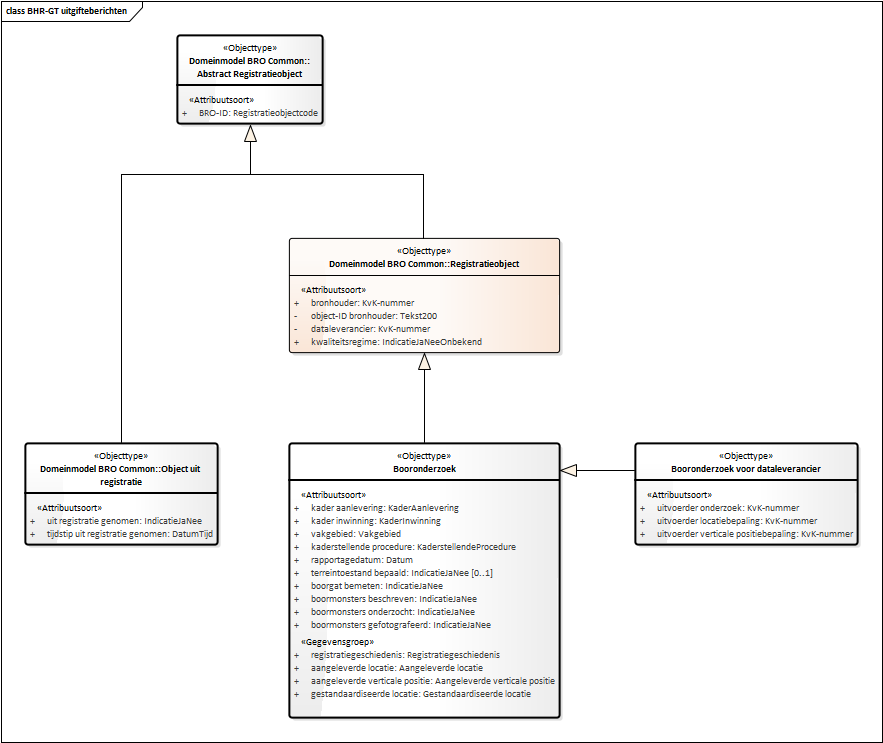 class BHR-GT uitgifteberichten
«Objecttype»
Domeinmodel BRO Common::
Abstract Registratieobject
«Attribuutsoort»
+ BRO-ID: Registratieobjectcode
«Objecttype»
Domeinmodel BRO Common::Registratieobject
«Attribuutsoort»
+ bronhouder: KvK-nummer
- object-ID bronhouder: Tekst200
- dataleverancier: KvK-nummer
+ kwaliteitsregime: IndicatieJaNeeOnbekend
«Objecttype»
Domeinmodel BRO Common::Object uit
registratie
«Attribuutsoort»
+ uit registratie genomen: IndicatieJaNee
+ tijdstip uit registratie genomen: DatumTijd
«Objecttype»
Booronderzoek
«Attribuutsoort»
+ kader aanlevering: KaderAanlevering
+ kader inwinning: KaderInwinning
+ vakgebied: Vakgebied
+ kaderstellende procedure: KaderstellendeProcedure
+ rapportagedatum: Datum
+ terreintoestand bepaald: IndicatieJaNee [0..1]
+ boorgat bemeten: IndicatieJaNee
+ boormonsters beschreven: IndicatieJaNee
+ boormonsters onderzocht: IndicatieJaNee
+ boormonsters gefotografeerd: IndicatieJaNee
«Gegevensgroep»
+ registratiegeschiedenis: Registratiegeschiedenis
+ aangeleverde locatie: Aangeleverde locatie
+ aangeleverde verticale positie: Aangeleverde verticale positie
+ gestandaardiseerde locatie: Gestandaardiseerde locatie
«Objecttype»
Booronderzoek voor dataleverancier
«Attribuutsoort»
+ uitvoerder onderzoek: KvK-nummer
+ uitvoerder locatiebepaling: KvK-nummer
+ uitvoerder verticale positiebepaling: KvK-nummer